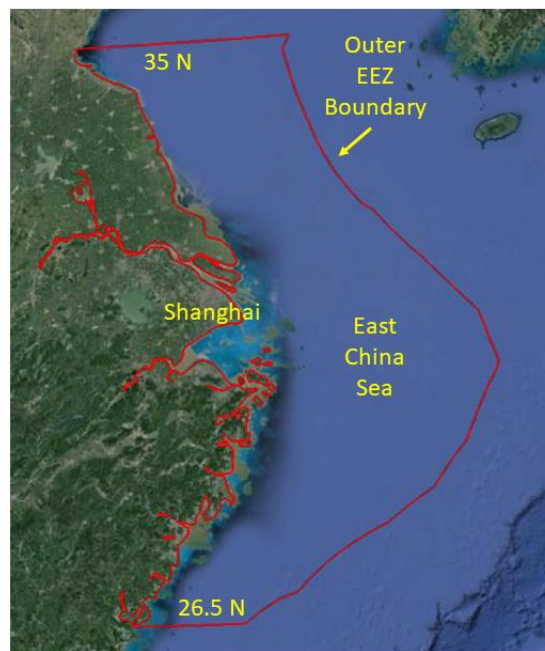 Outer
EEZ
Boundary
35 N
Shanghai
East
China
Sea
26.5 N